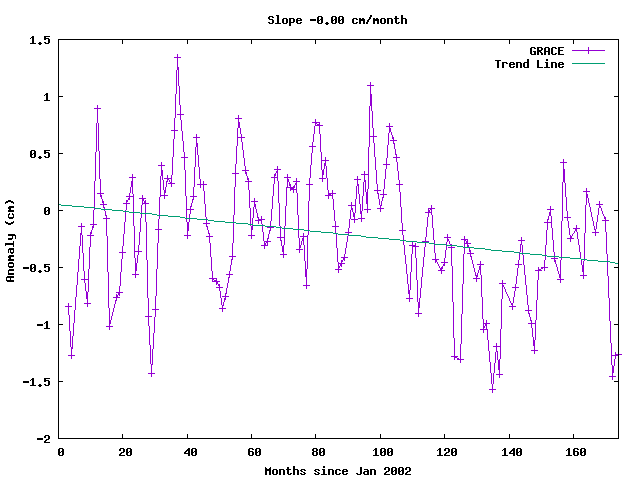 Slope -0.00 cm/month
GRACE
Trend Line
1.5
1
0.5
0
-0.5
-1
-1.5
-2
Anomaly (cm)
0 20 40 60 80 100 120 140 160
Months since Jan 2002